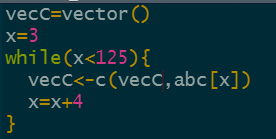 vecC=vector()
x=3
while(x<125){
  vecC<-c(vecC,abc[x])
  x=x+4
}